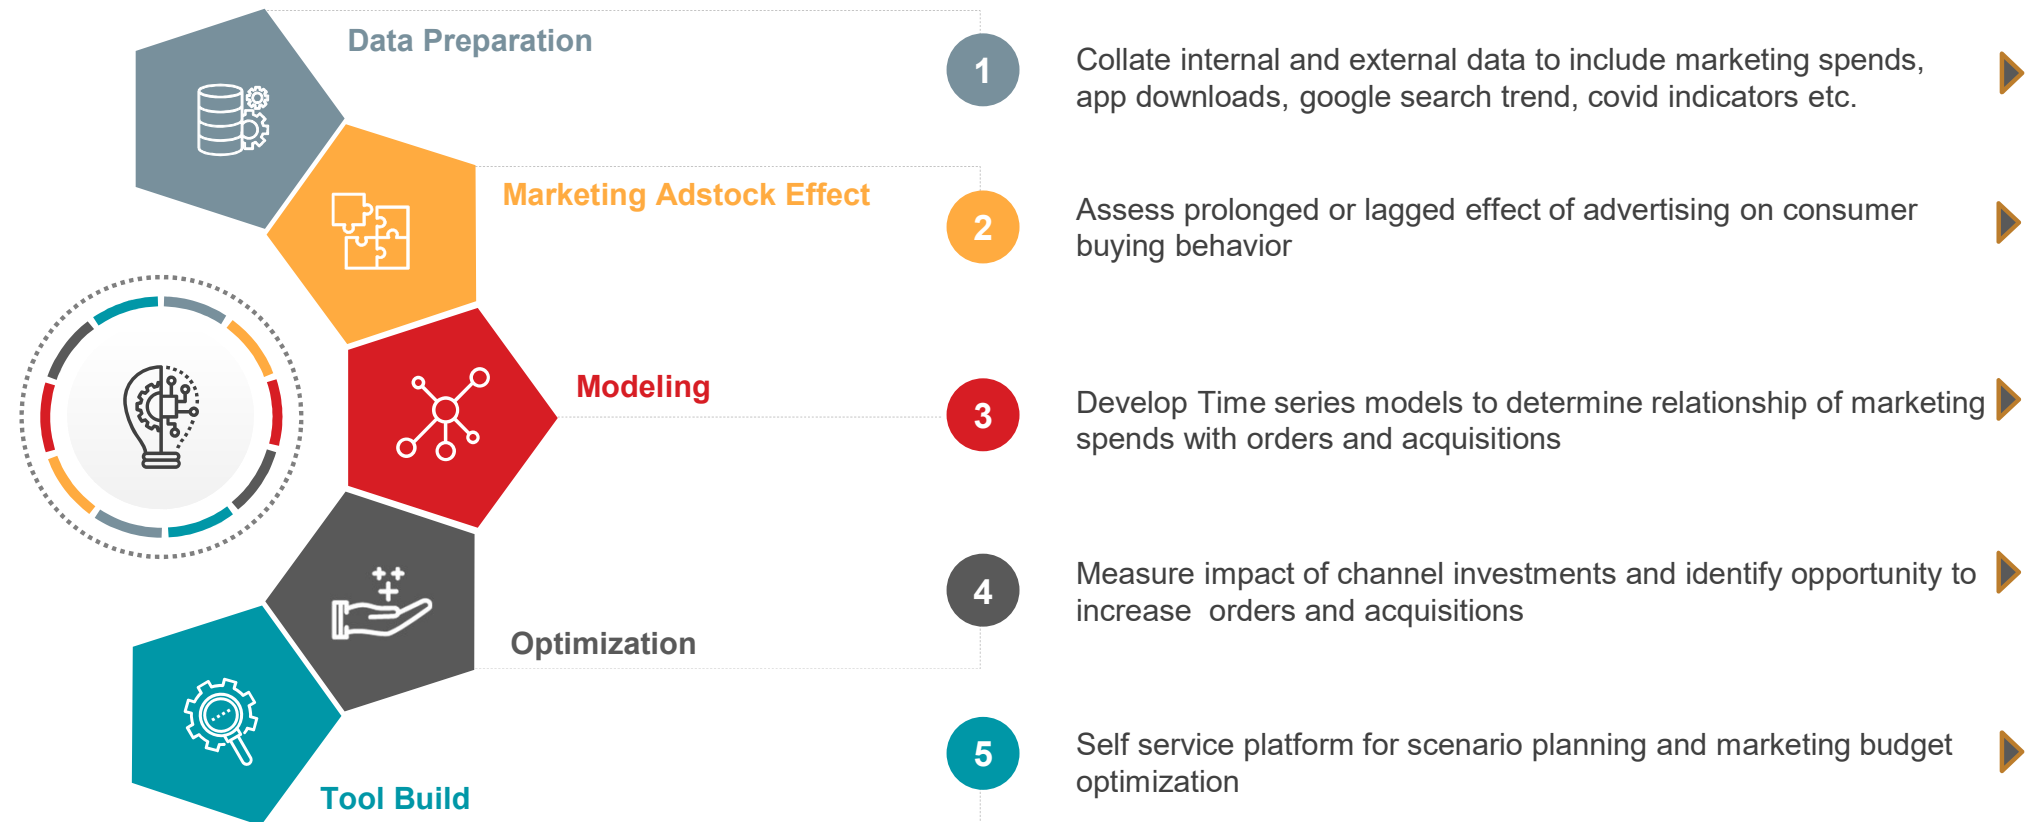 Data Preparation
1
Collate internal and external data to include marketing spends,
app downloads, google search trend, covid indicators etc.
Marketing Adstock Effect
2
Assess prolonged or lagged effect of advertising on consumer
buying behavior
Modeling
3
Develop Time series models to determine relationship of marketing
spends with orders and acquisitions
Optimization
4
Measure impact of channel investments and identify opportunity to
increase  orders and acquisitions
Tool Build
5
Self service platform for scenario planning and marketing budget
optimization